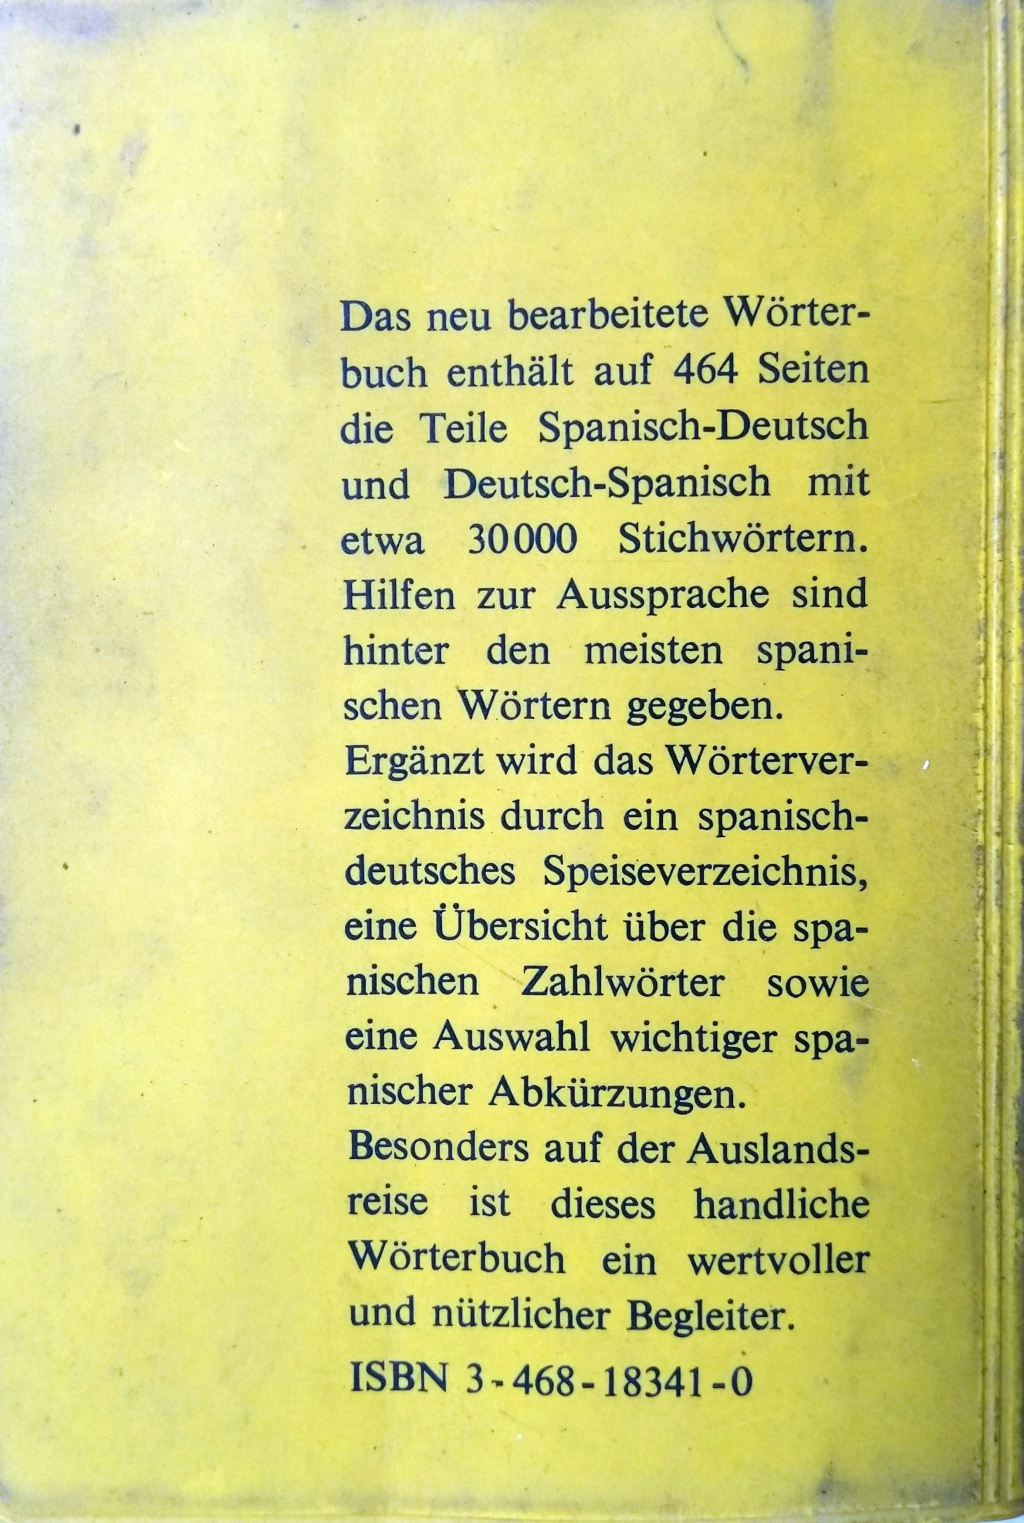 Das neu bearbeitete Wörter-
buch enthält auf 464 Seiten
die Teile Spanisch-Deutsch
und Deutsch-Spanisch mit
etwa 30000 Stichwörtern.
Hilfen zur Aussprache sind
hinter den meisten spani-
schen Wörtern gegeben.
Ergänzt wird das Wörterver-
zeichnis durch ein spanisch-
deutsches Speiseverzeichnis,
eine Übersicht über die spa-
nischen Zahlwörter sowie
eine Auswahl wichtiger spa-
nischer Abkürzungen.
Besonders auf der Auslands-
reise ist dieses handliche
Wörterbuch ein wertvoller
und nützlicher Begleiter.
ISBN 3-468-18341-0